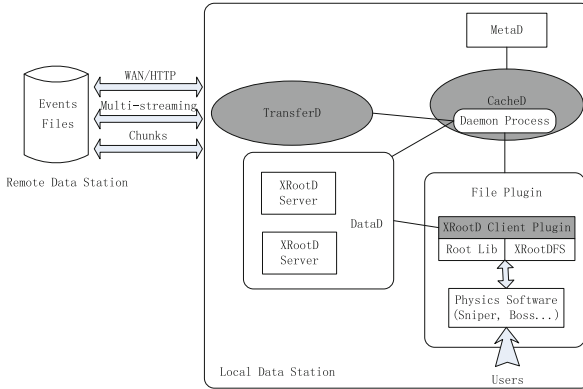 MetaD
WAN/HTTP
Events
Files
Multi-streaming
Chunks
Remote Data Station
TransferD
CacheD
Daemon Process
XRootD
Server
XRootD
Server
DataD
File Plugin
XRootD Client Plugin
Root Lib
XRootDFS
Physics Software
(Sniper, Boss...)
Local Data Station
Users